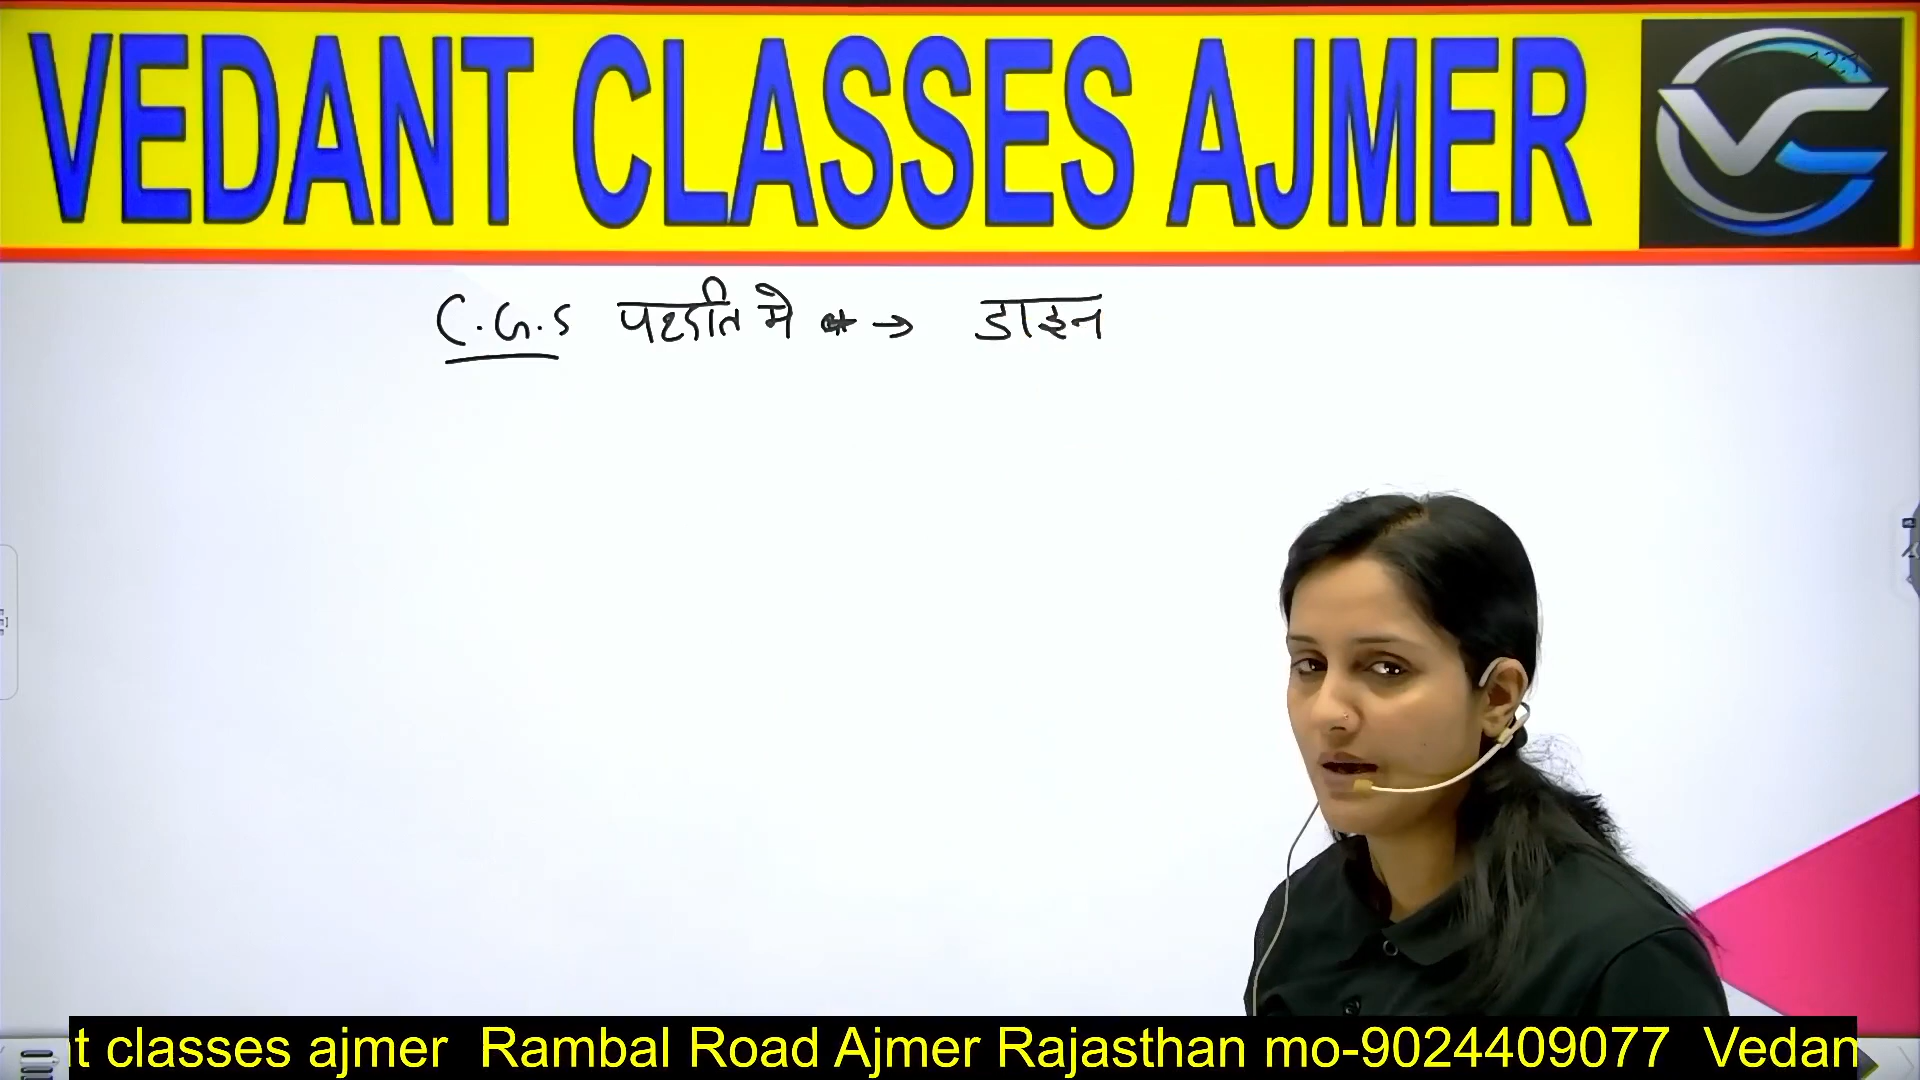 VEDANT CLASSES AJMER
C.G.S पद्धति मे → डाइन
t classes ajmer Rambal Road Ajmer Rajasthan mo-9024409077 Vedan